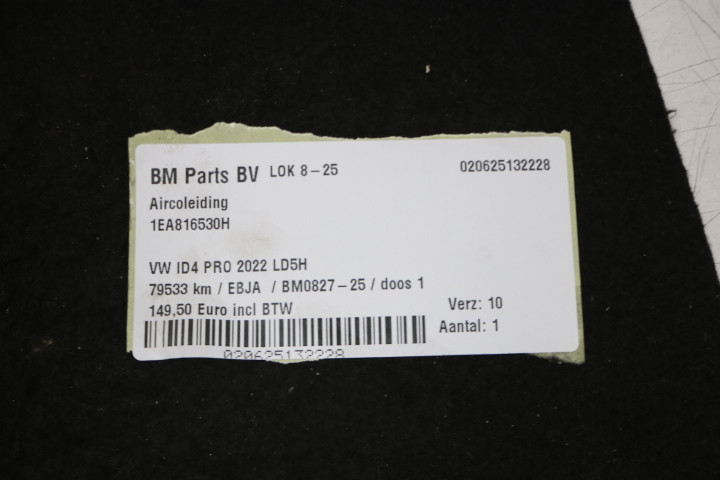 BM Parts BV LOK 8-25 020625132228
Aircoleiding
1EA816530H
VW ID4 PRO 2022 LD5H
79533 km / EBJA / BM0827-25 / doos 1
149,50 Euro incl BTW Verz: 10
Aantal: 1
020625132228